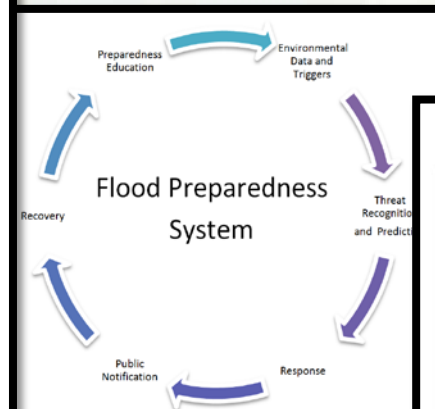 Preparedness
Education
Environmental
Data and
Triggers
Flood Preparedness
System
Threat
Recognitio
and Predicti
Response
Public
Notification
Recovery